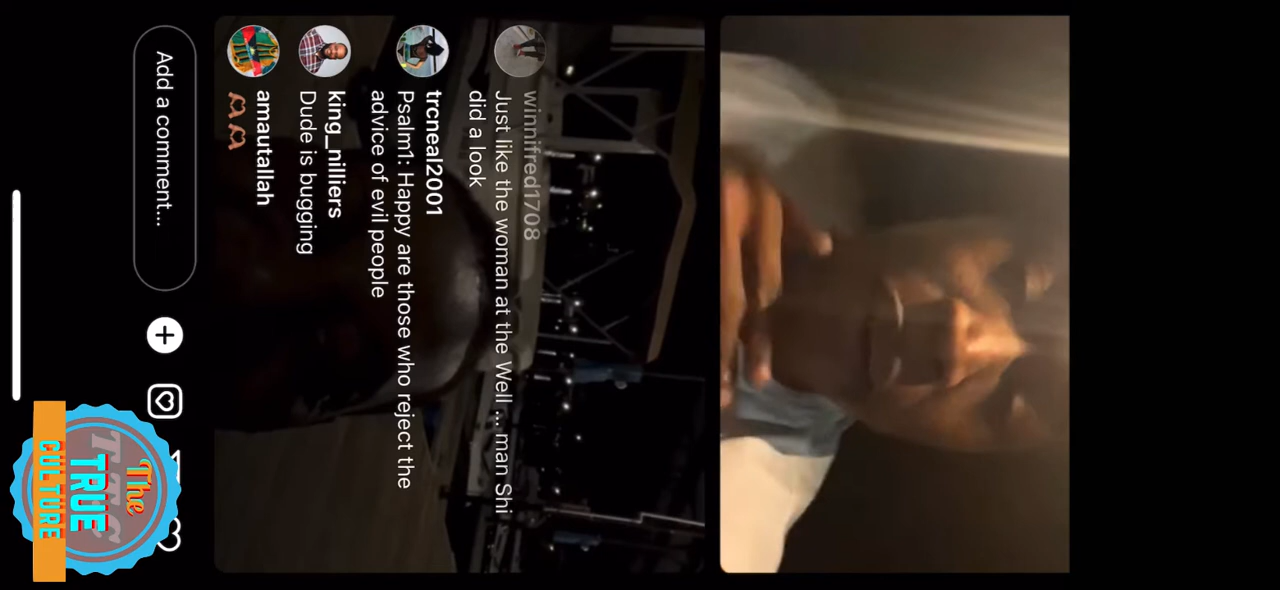 winnifred1708
Just like the woman at the Well ... man Shi
did a look
trcneal2001
Psalm1: Happy are those who reject the
advice of evil people
king_nilliers
Dude is bugging
amautallah
Add a comment...
The
TRUE
CULTURE
TTC